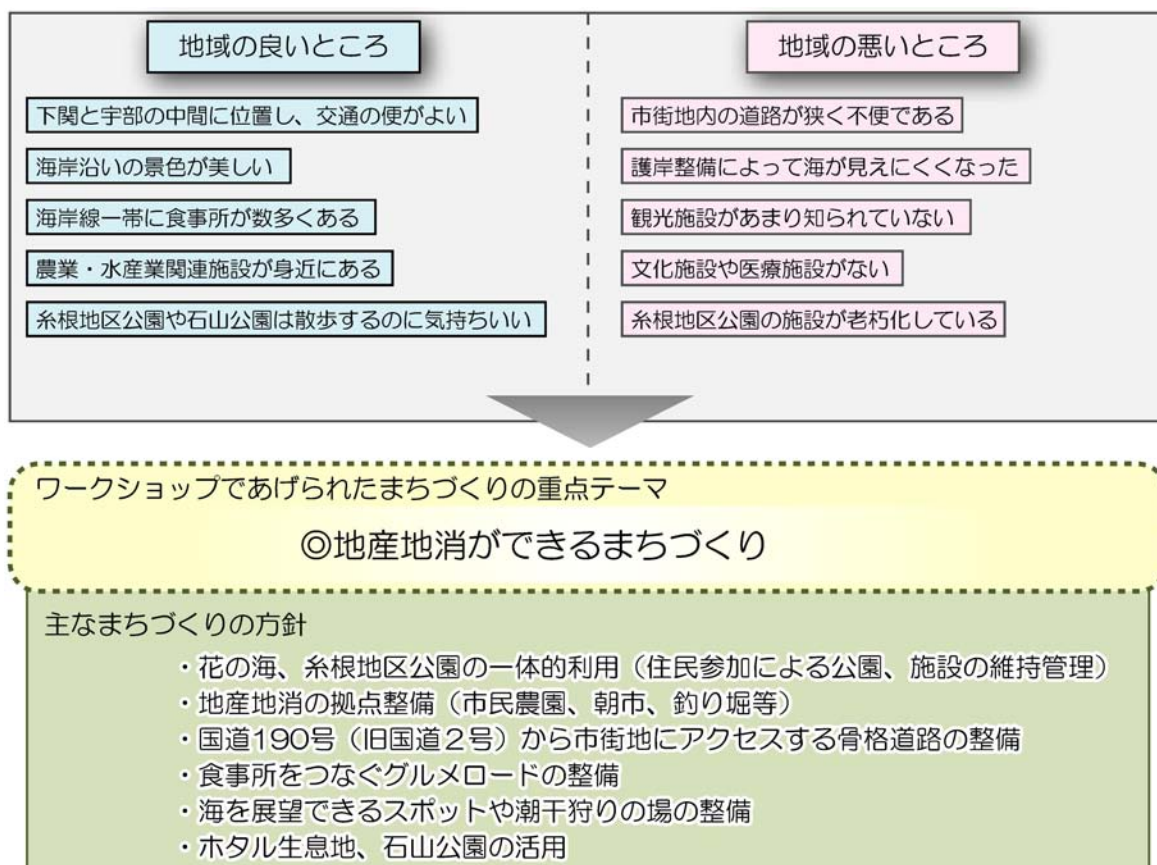 地域の良いところ
下関と宇部の中間に位置し、交通の便がよい
海岸沿いの景色が美しい
海岸線一帯に食事所が数多くある
農業・水産業関連施設が身近にある
糸根地区公園や石山公園は散歩するのに気持ちいい
地域の悪いところ
市街地内の道路が狭く不便である
護岸整備によって海が見えにくくなった
観光施設があまり知られていない
文化施設や医療施設がない
糸根地区公園の施設が老朽化している
ワークショップであげられたまちづくりの重点テーマ
◎地産地消ができるまちづくり
主なまちづくりの方針
・花の海、糸根地区公園の一体的利用（住民参加による公園、施設の維持管理）
・地産地消の拠点整備（市民農園、朝市、釣り堀等）
・国道190号（旧国道２号）から市街地にアクセスする骨格道路の整備
・食事所をつなぐグルメロードの整備
・海を展望できるスポットや潮干狩りの場の整備
・ホタル生息地、石山公園の活用